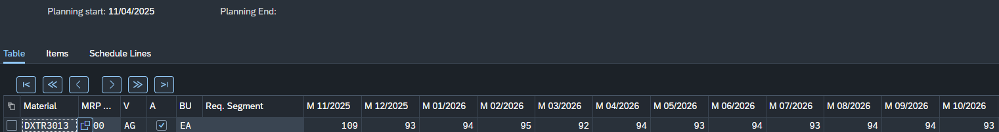 Planning start: 11/04/2025 Planning End:
Table Items Schedule Lines
Material MRP ... V A BU Req. Segment M 11/2025 M 12/2025 M 01/2026 M 02/2026 M 03/2026 M 04/2026 M 05/2026 M 06/2026 M 07/2026 M 08/2026 M 09/2026 M 10/2026
DXTR3013 00 AG EA 109 93 94 95 92 94 93 94 93 94 94 93